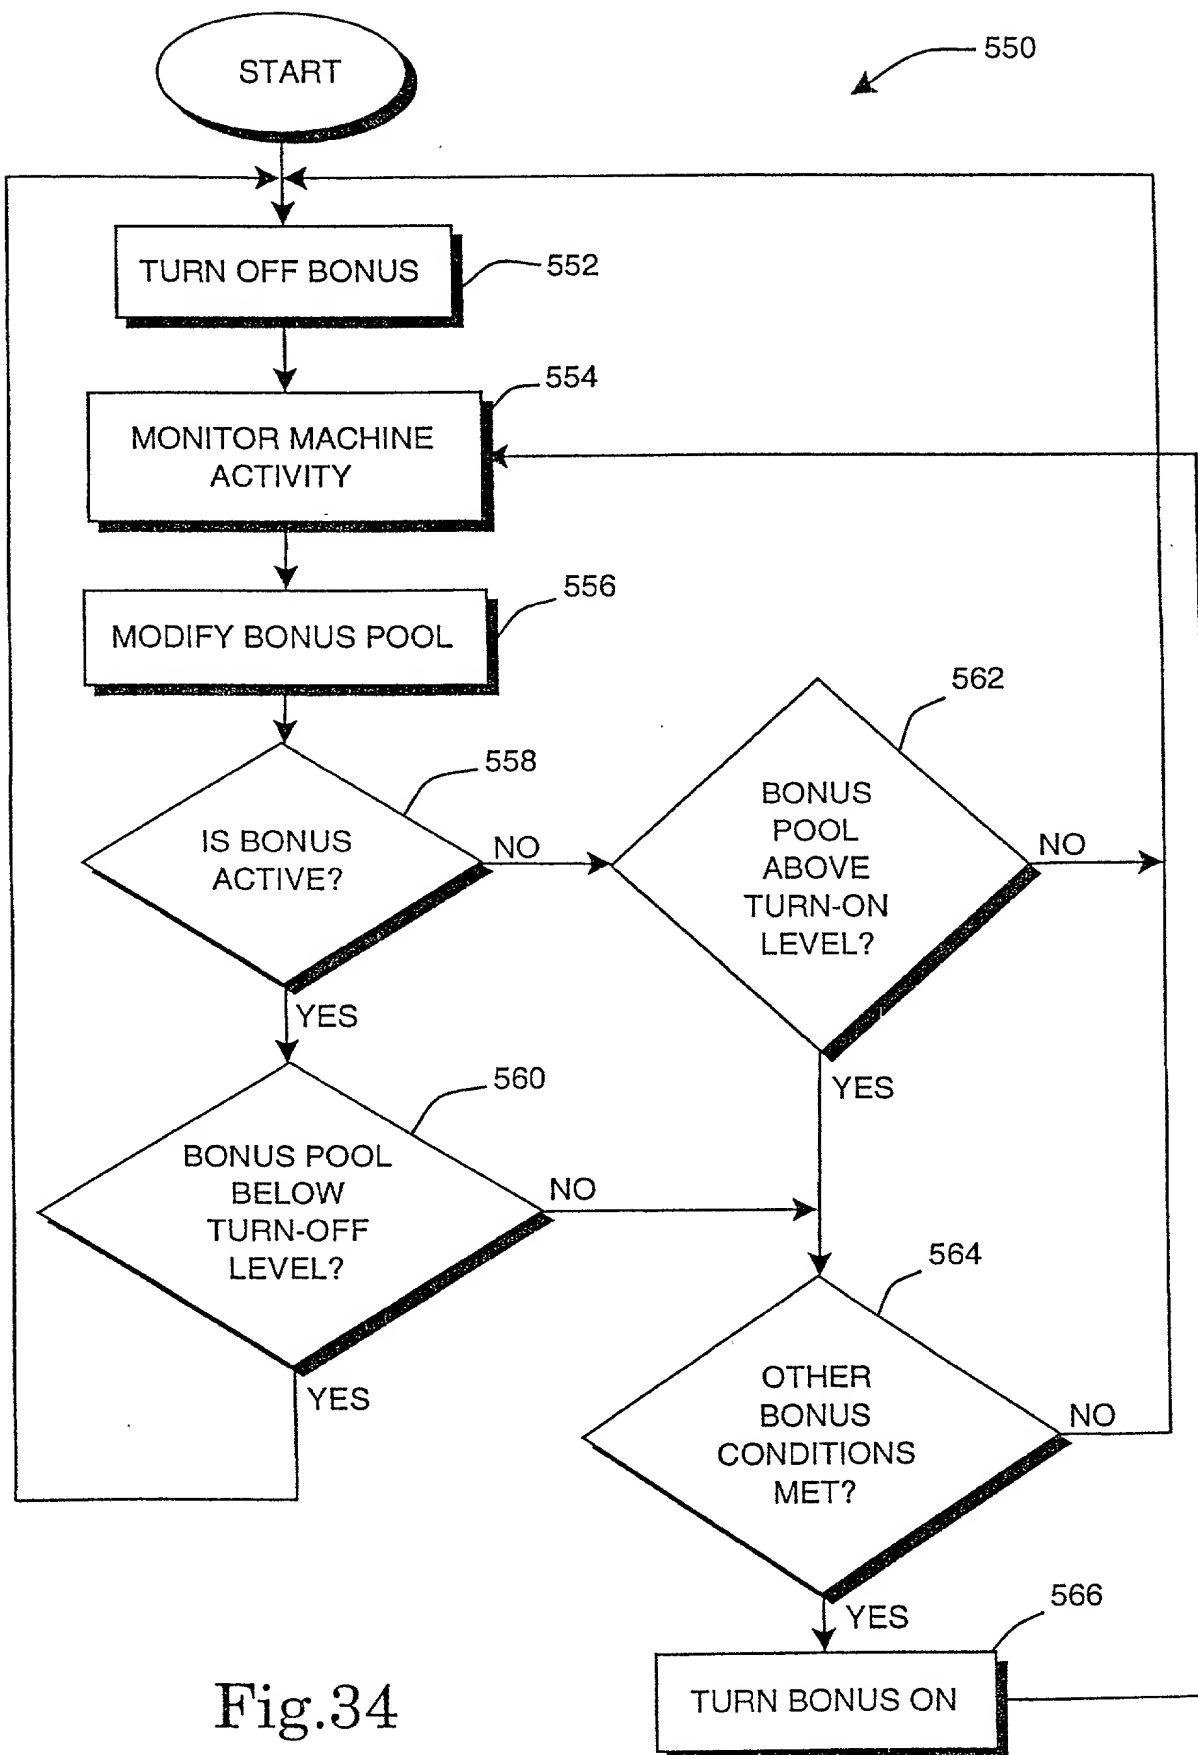 START
550
TURN OFF BONUS
552
554
MONITOR MACHINE
ACTIVITY
556
MODIFY BONUS POOL
562
558
IS BONUS
ACTIVE?
NO
BONUS
POOL
ABOVE
TURN-ON
LEVEL?
NO
YES
560
YES
BONUS POOL
BELOW
TURN-OFF
LEVEL?
NO
564
YES
OTHER
BONUS
CONDITIONS
MET?
NO
YES
566
TURN BONUS ON
Fig.34